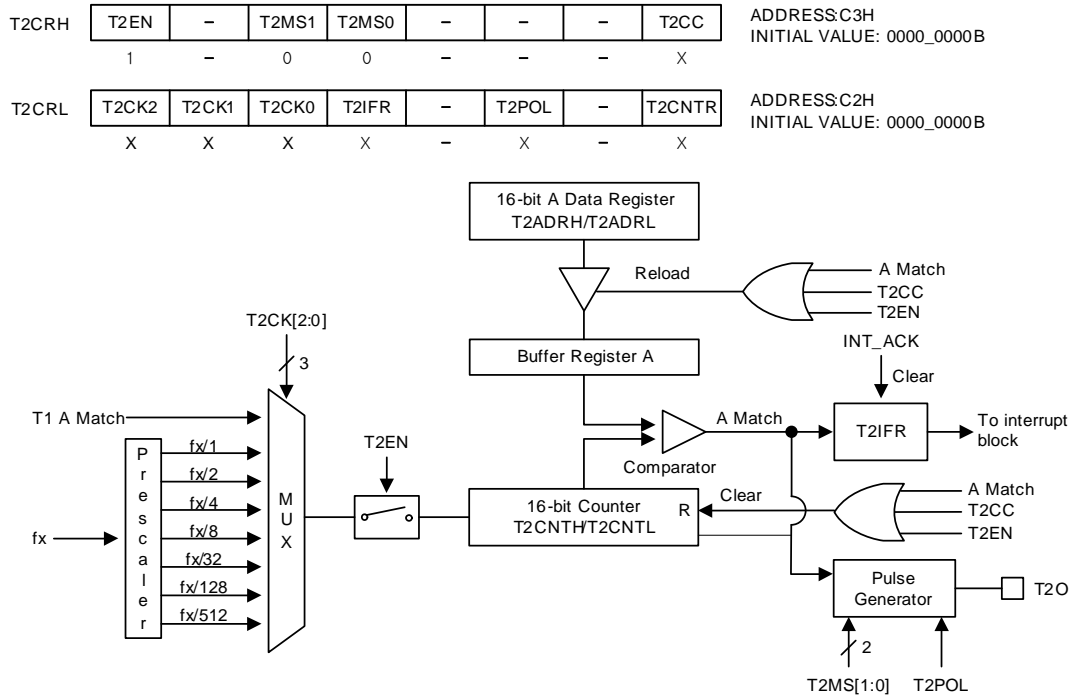 T2CRH T2EN – T2MS1 T2MS0 – – – T2CC ADDRESS:C3H
INITIAL VALUE: 0000_0000B
1 – 0 0 – – – X
T2CRL T2CK2 T2CK1 T2CK0 T2IFR – T2POL – T2CNTR ADDRESS:C2H
INITIAL VALUE: 0000_0000B
X X X X – X – X
16-bit A Data Register
T2ADRH/T2ADRL
Reload
A Match
T2CC
T2EN
T2CK[2:0]
3
Buffer Register A
INT_ACK
Clear
T1 A Match
A Match
T2IFR
To interrupt
block
Comparator
T2EN
fx
Prescaler
fx/1
fx/2
fx/4
fx/8
fx/32
fx/128
fx/512
MUX
16-bit Counter
T2CNTH/T2CNTL
R
Clear
A Match
T2CC
T2EN
Pulse
Generator
T2O
2
T2MS[1:0]
T2POL